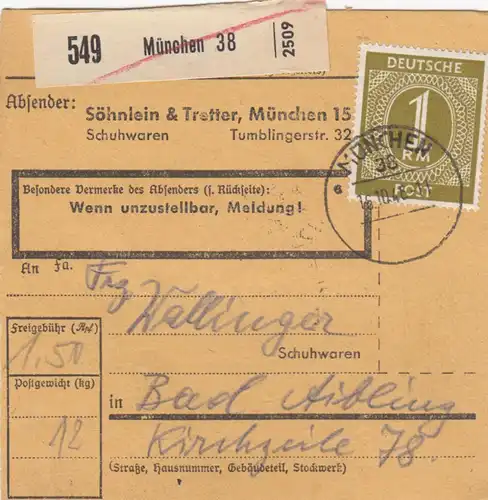 549 München 38 2509
Absender: Söhnlein & Tretter, München 15
Schuhwaren Tumblingerstr. 32
DEUTSCHE
1
RM
POST
MÜNCHEN
38
Besondere Vermerke des Absenders (s. Rückseite):
Wenn unzustellbar, Meldung!
An Fa.
Wallinger
Schuhwaren
Freigebühr (Rpf)
1.50
Postgewicht (kg)
12
in Bad Aibling
Kirchzeile 78
(Straße, Hausnummer, Gebäudeteil, Stockwerk)